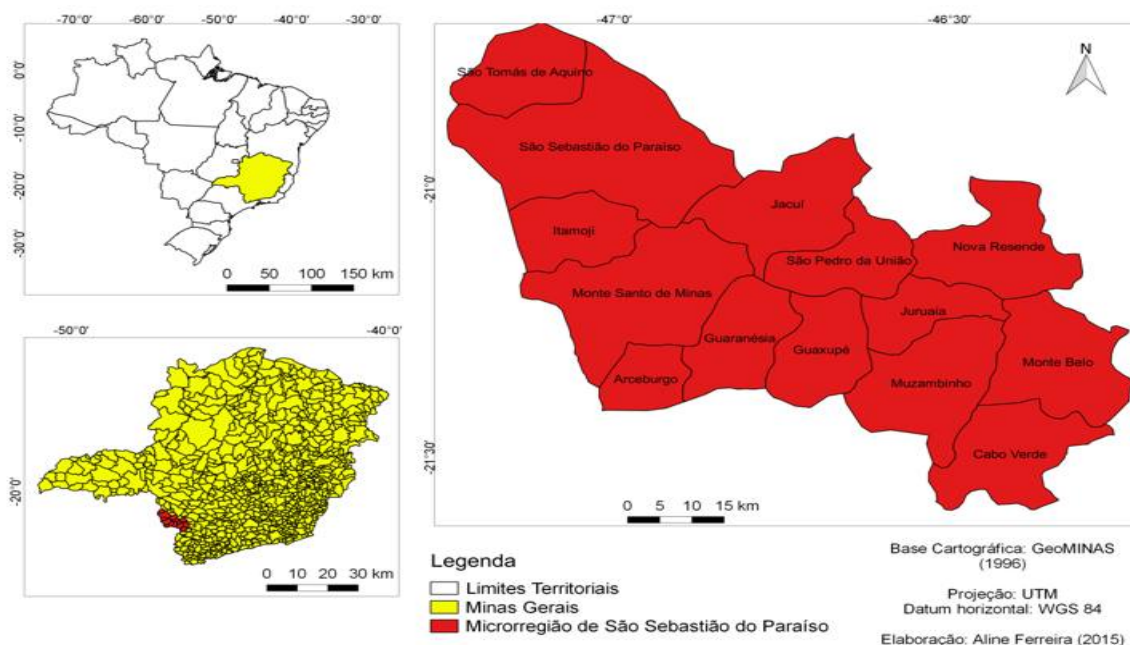 -70°0'
-60°0'
-50°0'
-40°0'
0°0'
-10°0'
-20°0'
-30°0'
0 50 100 150 km
-50°0'
-40°0'
-20°0'
0 10 20 30 km
-47°0'
-46°30'
-21°0'
-21°30'
N
São Tomás de Aquino
São Sebastião do Paraíso
Jacuí
Itamoji
Nova Resende
São Pedro da União
Monte Santo de Minas
Juruaia
Guaranésia
Guaxupé
Monte Belo
Arceburgo
Muzambinho
Cabo Verde
0 5 10 15 km
Legenda
Limites Territoriais
Minas Gerais
Microrregião de São Sebastião do Paraíso
Base Cartográfica: GeoMINAS
(1996)
Projeção: UTM
Datum horizontal: WGS 84
Elaboração: Aline Ferreira (2015)